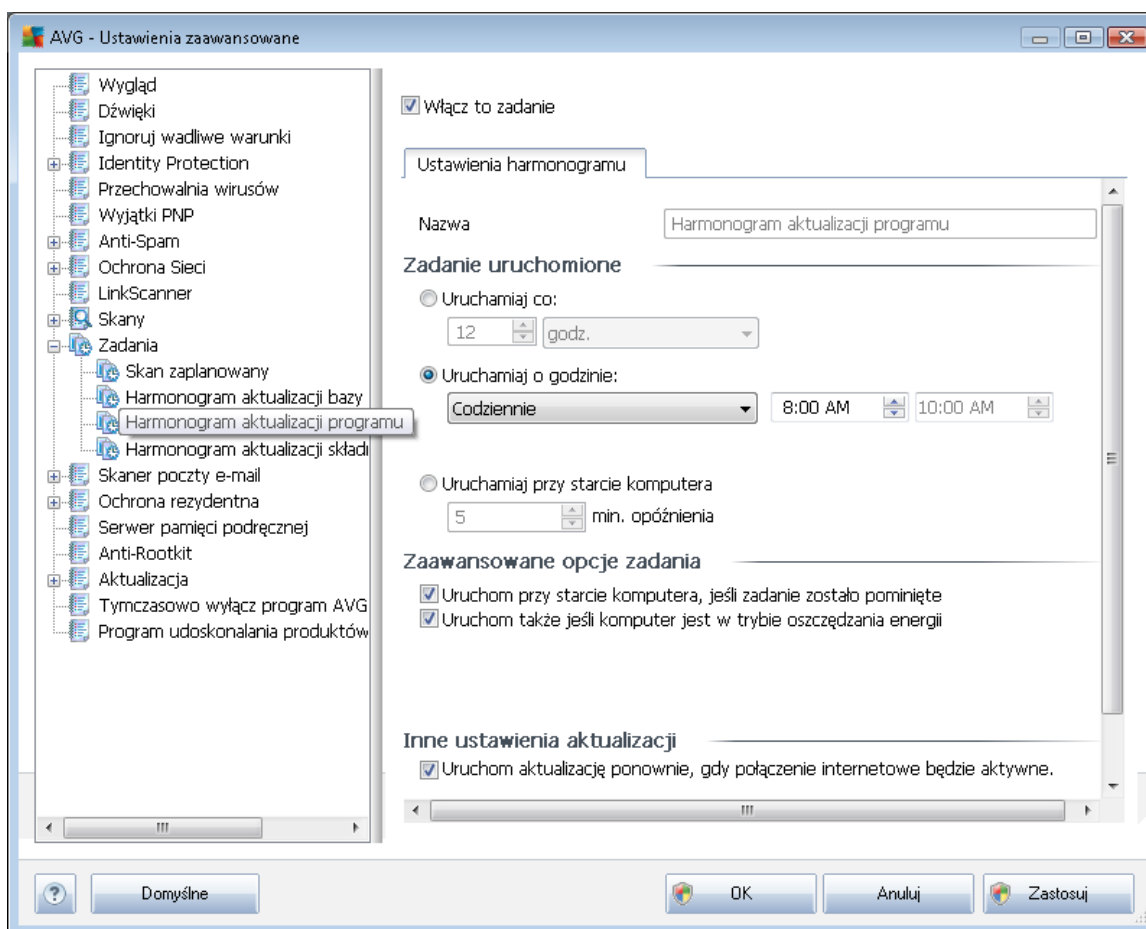 AVG - Ustawienia zaawansowane
Wygląd
Dźwięki
Ignoruj wadliwe warunki
Identity Protection
Przechowalnia wirusów
Wyjątki PNP
Anti-Spam
Ochrona Sieci
LinkScanner
Skany
Zadania
Skan zaplanowany
Harmonogram aktualizacji bazy
Harmonogram aktualizacji programu
Harmonogram aktualizacji składn
Skaner poczty e-mail
Ochrona rezydentna
Serwer pamięci podręcznej
Anti-Rootkit
Aktualizacja
Tymczasowo wyłącz program AVG
Program udoskonalania produktów
Włącz to zadanie
Ustawienia harmonogramu
Nazwa Harmonogram aktualizacji programu
Zadanie uruchomione
Uruchamiaj co:
12 godz.
Uruchamiaj o godzinie:
Codziennie 8:00 AM 10:00 AM
Uruchamiaj przy starcie komputera
5 min. opóźnienia
Zaawansowane opcje zadania
Uruchom przy starcie komputera, jeśli zadanie zostało pominięte
Uruchom także jeśli komputer jest w trybie oszczędzania energii
Inne ustawienia aktualizacji
Uruchom aktualizację ponownie, gdy połączenie internetowe będzie aktywne.
? Domyślne OK Anuluj Zastosuj